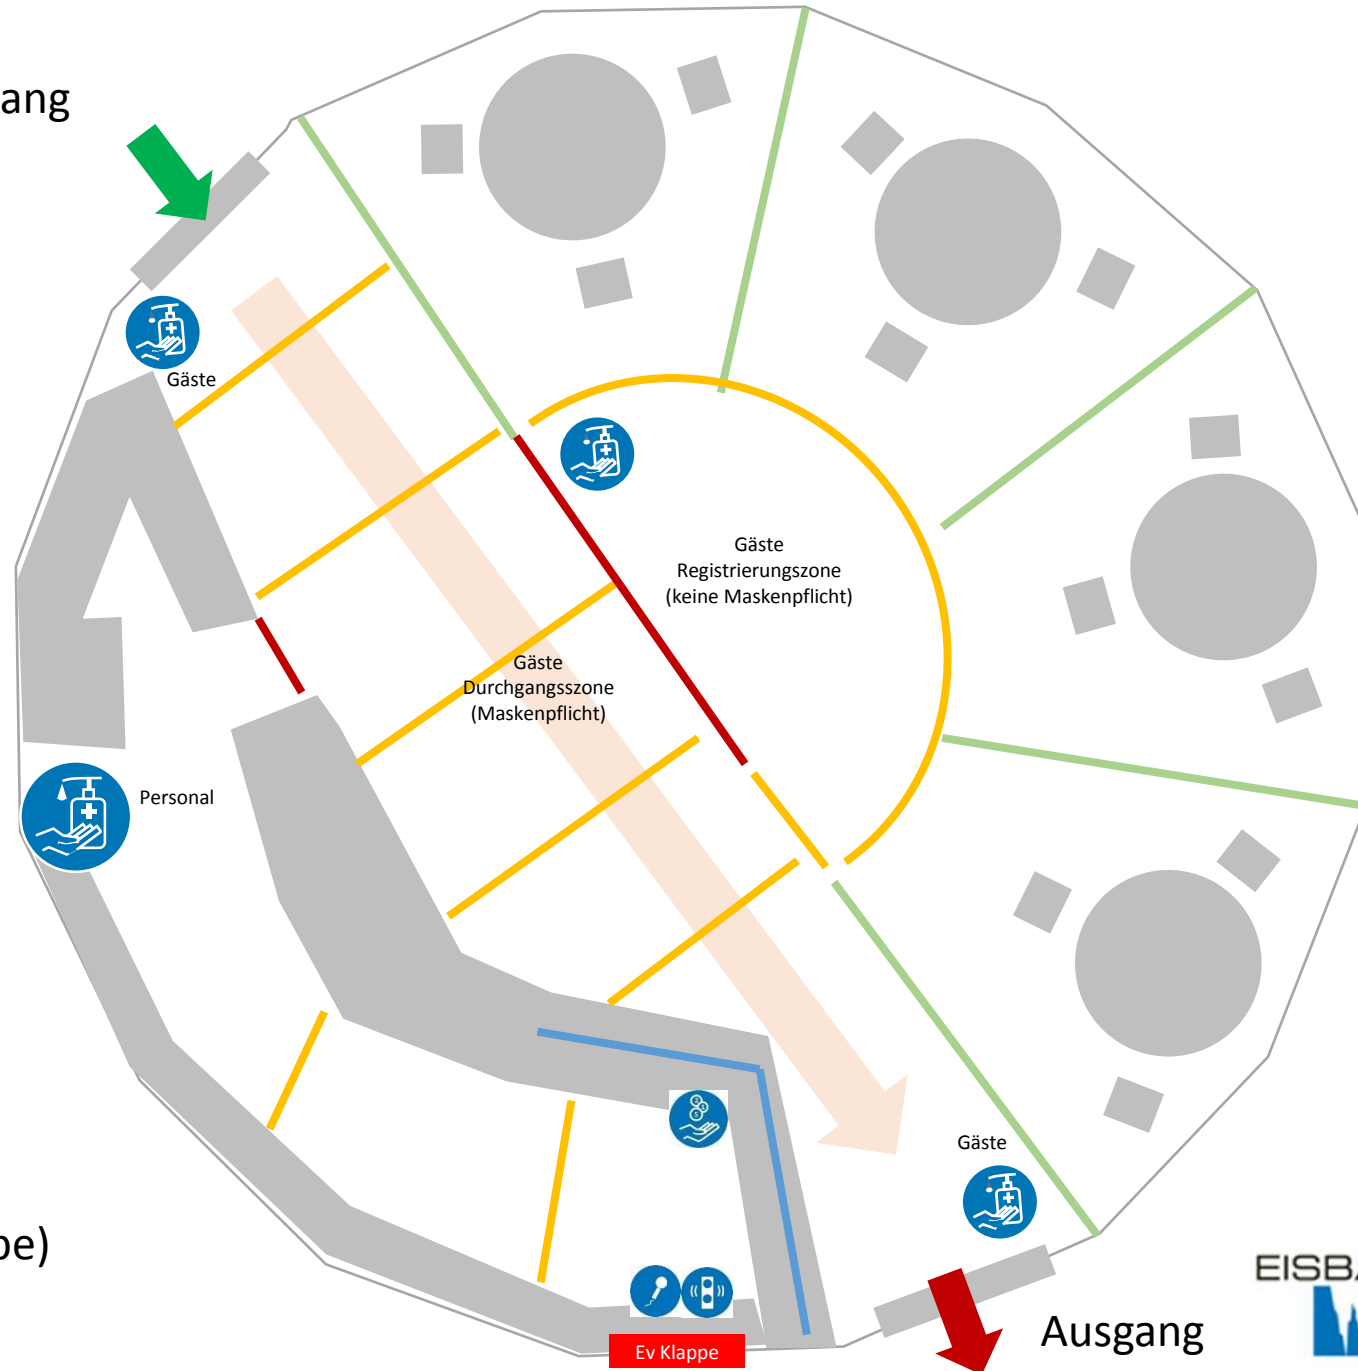 ang
Gäste
Gäste
Registrierungszone
(keine Maskenpflicht)
Gäste
Durchgangsszone
(Maskenpflicht)
Personal
Gäste
pe)
Ev Klappe
Ausgang
EISB